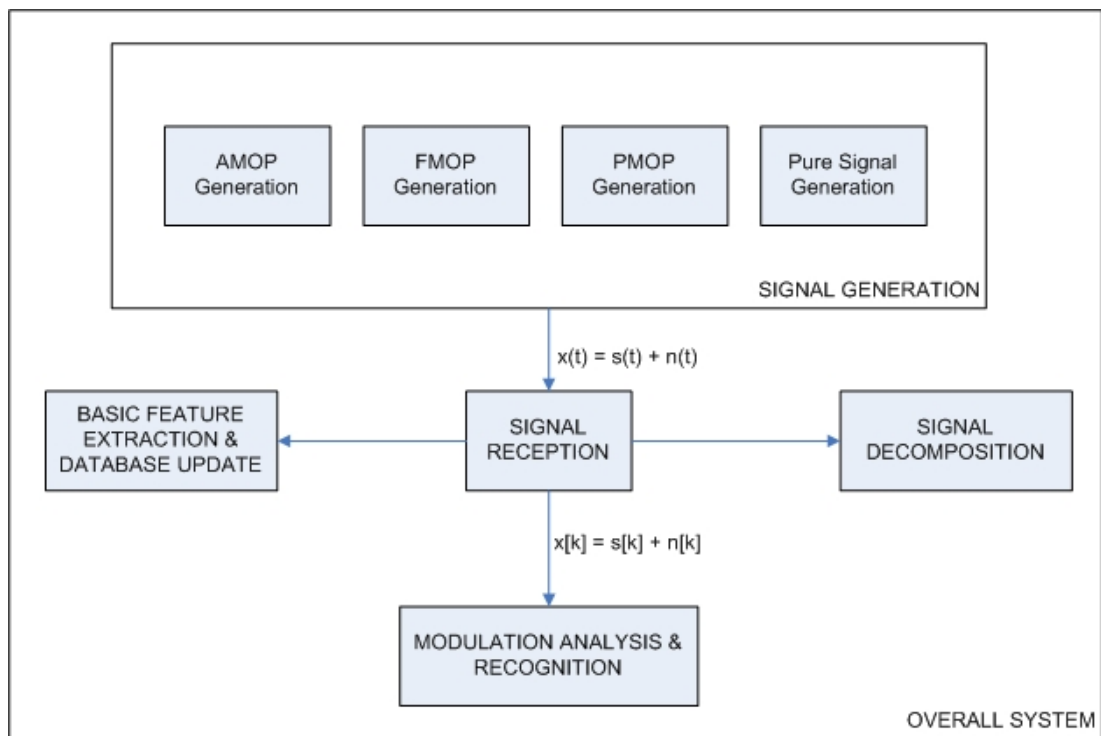 AMOP
Generation
FMOP
Generation
PMOP
Generation
Pure Signal
Generation
SIGNAL GENERATION
x(t) = s(t) + n(t)
BASIC FEATURE
EXTRACTION &
DATABASE UPDATE
SIGNAL
RECEPTION
SIGNAL
DECOMPOSITION
x[k] = s[k] + n[k]
MODULATION ANALYSIS &
RECOGNITION
OVERALL SYSTEM